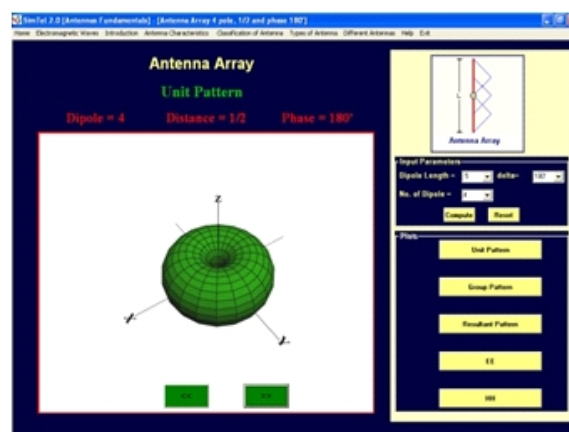 SimTel 2.0 [Antennas Fundamentals] - [Antenna Array 4 pole, 1/2 and phase 180°]
Home Electromagnetic Waves Introduction Antenna Characteristics Classification of Antenna Types of Antenna Different Antennas Help Exit
Antenna Array
Unit Pattern
Dipole = 4 Distance = 1/2 Phase = 180°
Z
<< >>
L
Antenna Array
Input Parameters
Dipole Length = delta= 180°
No. of Dipole = 4
Compute Reset
Plots
Unit Pattern
Group Pattern
Resultant Pattern
EE
HH